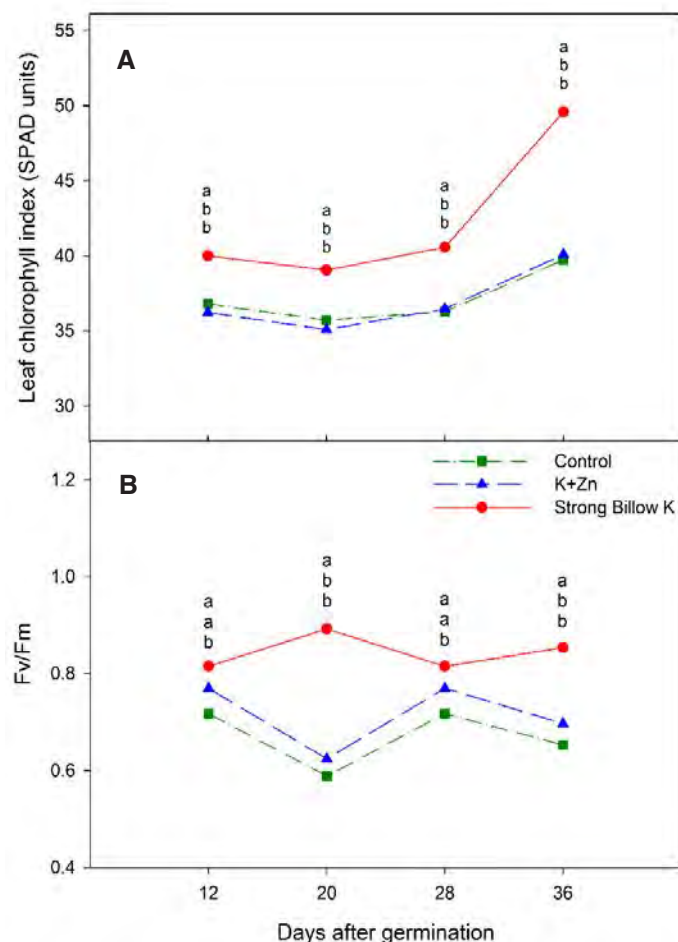 A
Leaf chlorophyll index (SPAD units)
55
50
45
40
35
30
a
b
b
a
b
b
a
b
b
a
b
b
B
Fv/Fm
1.2
1.0
0.8
0.6
0.4
Control
K+Zn
Strong Billow K
a
a
b
a
b
b
a
a
b
a
b
b
12
20
28
36
Days after germination